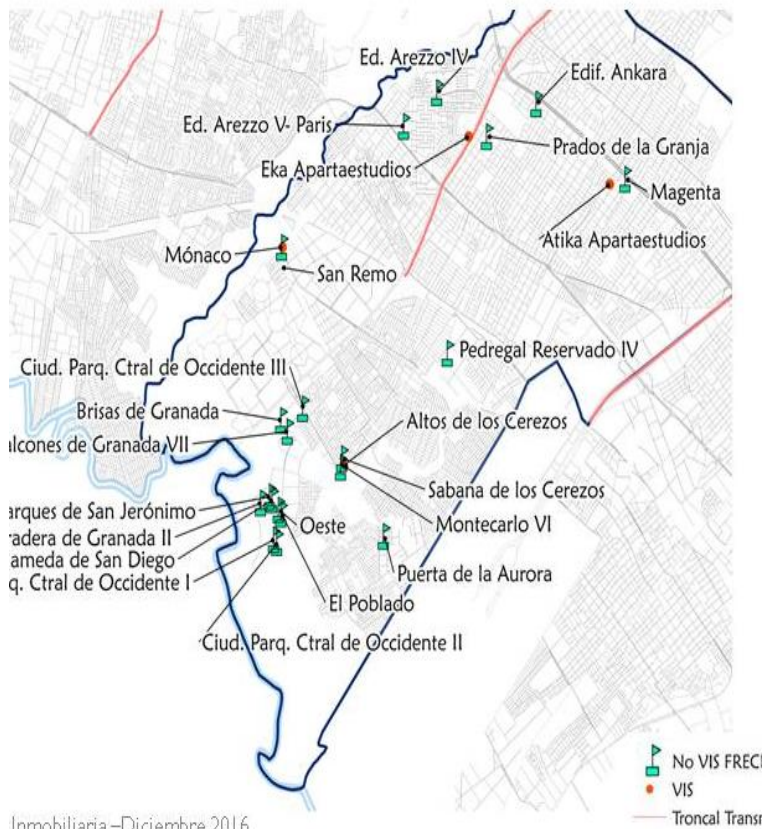 Ed. Arezzo IV
Edif. Ankara
Ed. Arezzo V- Paris
Prados de la Granja
Eka Apartaestudios
Magenta
Atika Apartaestudios
Mónaco
San Remo
Pedregal Reservado IV
Ciud. Parq. Ctral de Occidente III
Brisas de Granada
Altos de los Cerezos
alcones de Granada VII
Sabana de los Cerezos
arques de San Jerónimo
Oeste
Montecarlo VI
radera de Granada II
ameda de San Diego
Puerta de la Aurora
q. Ctral de Occidente I
El Poblado
Ciud. Parq. Ctral de Occidente II
No VIS FREC
VIS
Troncal Transm
Inmobiliaria –Diciembre 2016